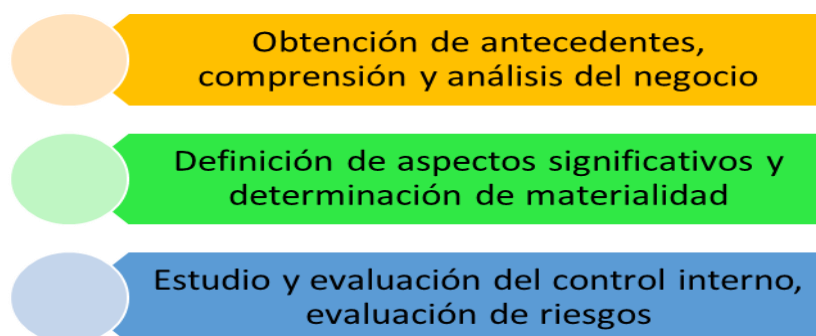 Obtención de antecedentes,
comprensión y análisis del negocio
Definición de aspectos significativos y
determinación de materialidad
Estudio y evaluación del control interno,
evaluación de riesgos